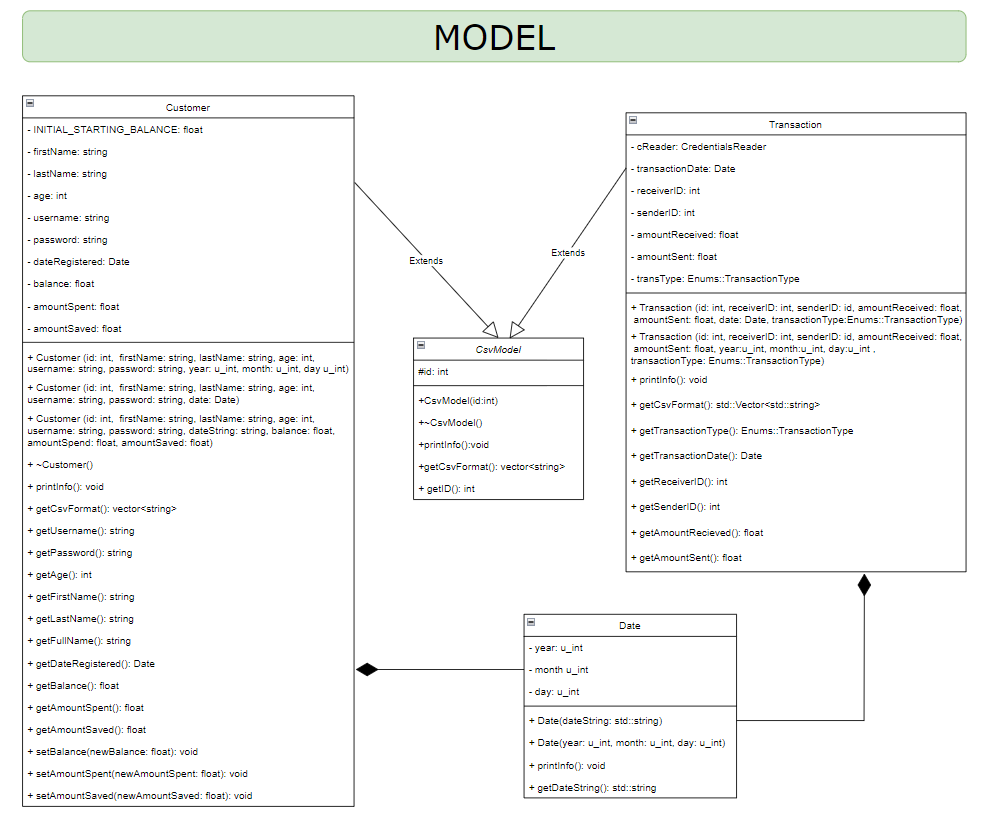 MODEL
Customer
- INITIAL_STARTING_BALANCE: float
- firstName: string
- lastName: string
- age: int
- username: string
- password: string
- dateRegistered: Date
- balance: float
- amountSpent: float
- amountSaved: float
+ Customer (id: int, firstName: string, lastName: string, age: int,
username: string, password: string, year: u_int, month: u_int, day u_int)
+ Customer (id: int, firstName: string, lastName: string, age: int,
username: string, password: string, date: Date)
+ Customer (id: int, firstName: string, lastName: string, age: int,
username: string, password: string, dateString: string, balance: float,
amountSpend: float, amountSaved: float)
+ ~Customer()
+ printInfo(): void
+ getCsvFormat(): vector<string>
+ getUsername(): string
+ getPassword(): string
+ getAge(): int
+ getFirstName(): string
+ getLastName(): string
+ getFullName(): string
+ getDateRegistered(): Date
+ getBalance(): float
+ getAmountSpent(): float
+ getAmountSaved(): float
+ setBalance(newBalance: float): void
+ setAmountSpent(newAmountSpent: float): void
+ setAmountSaved(newAmountSaved: float): void
Extends
Extends
CsvModel
#id: int
+CsvModel(id:int)
+~CsvModel()
+printInfo():void
+getCsvFormat(): vector<string>
+ getID(): int
Transaction
- cReader: CredentialsReader
- transactionDate: Date
- receiverID: int
- senderID: int
- amountReceived: float
- amountSent: float
- transType: Enums::TransactionType
+ Transaction (id: int, receiverID: int, senderID: id, amountReceived: float,
amountSent: float, date: Date, transactionType:Enums::TransactionType)
+ Transaction (id: int, receiverID: int, senderID: id, amountReceived: float,
amountSent: float, year:u_int, month:u_int, day:u_int ,
transactionType: Enums::TransactionType)
+ printInfo(): void
+ getCsvFormat(): std::Vector<std::string>
+ getTransactionType(): Enums::TransactionType
+ getTransactionDate(): Date
+ getReceiverID(): int
+ getSenderID(): int
+ getAmountRecieved(): float
+ getAmountSent(): float
Date
- year: u_int
- month u_int
- day: u_int
+ Date(dateString: std::string)
+ Date(year: u_int, month: u_int, day: u_int)
+ printInfo(): void
+ getDateString(): std::string